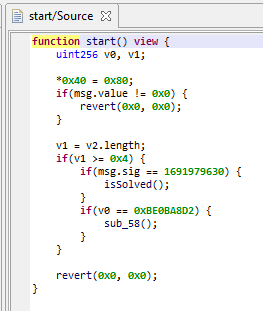 start/Source
function start() view {
uint256 v0, v1;
*0x40 = 0x80;
if(msg.value != 0x0) {
revert(0x0, 0x0);
}
v1 = v2.length;
if(v1 >= 0x4) {
if(msg.sig == 1691979630) {
isSolved();
}
if(v0 == 0xBE0BA8D2) {
sub_58();
}
}
revert(0x0, 0x0);
}